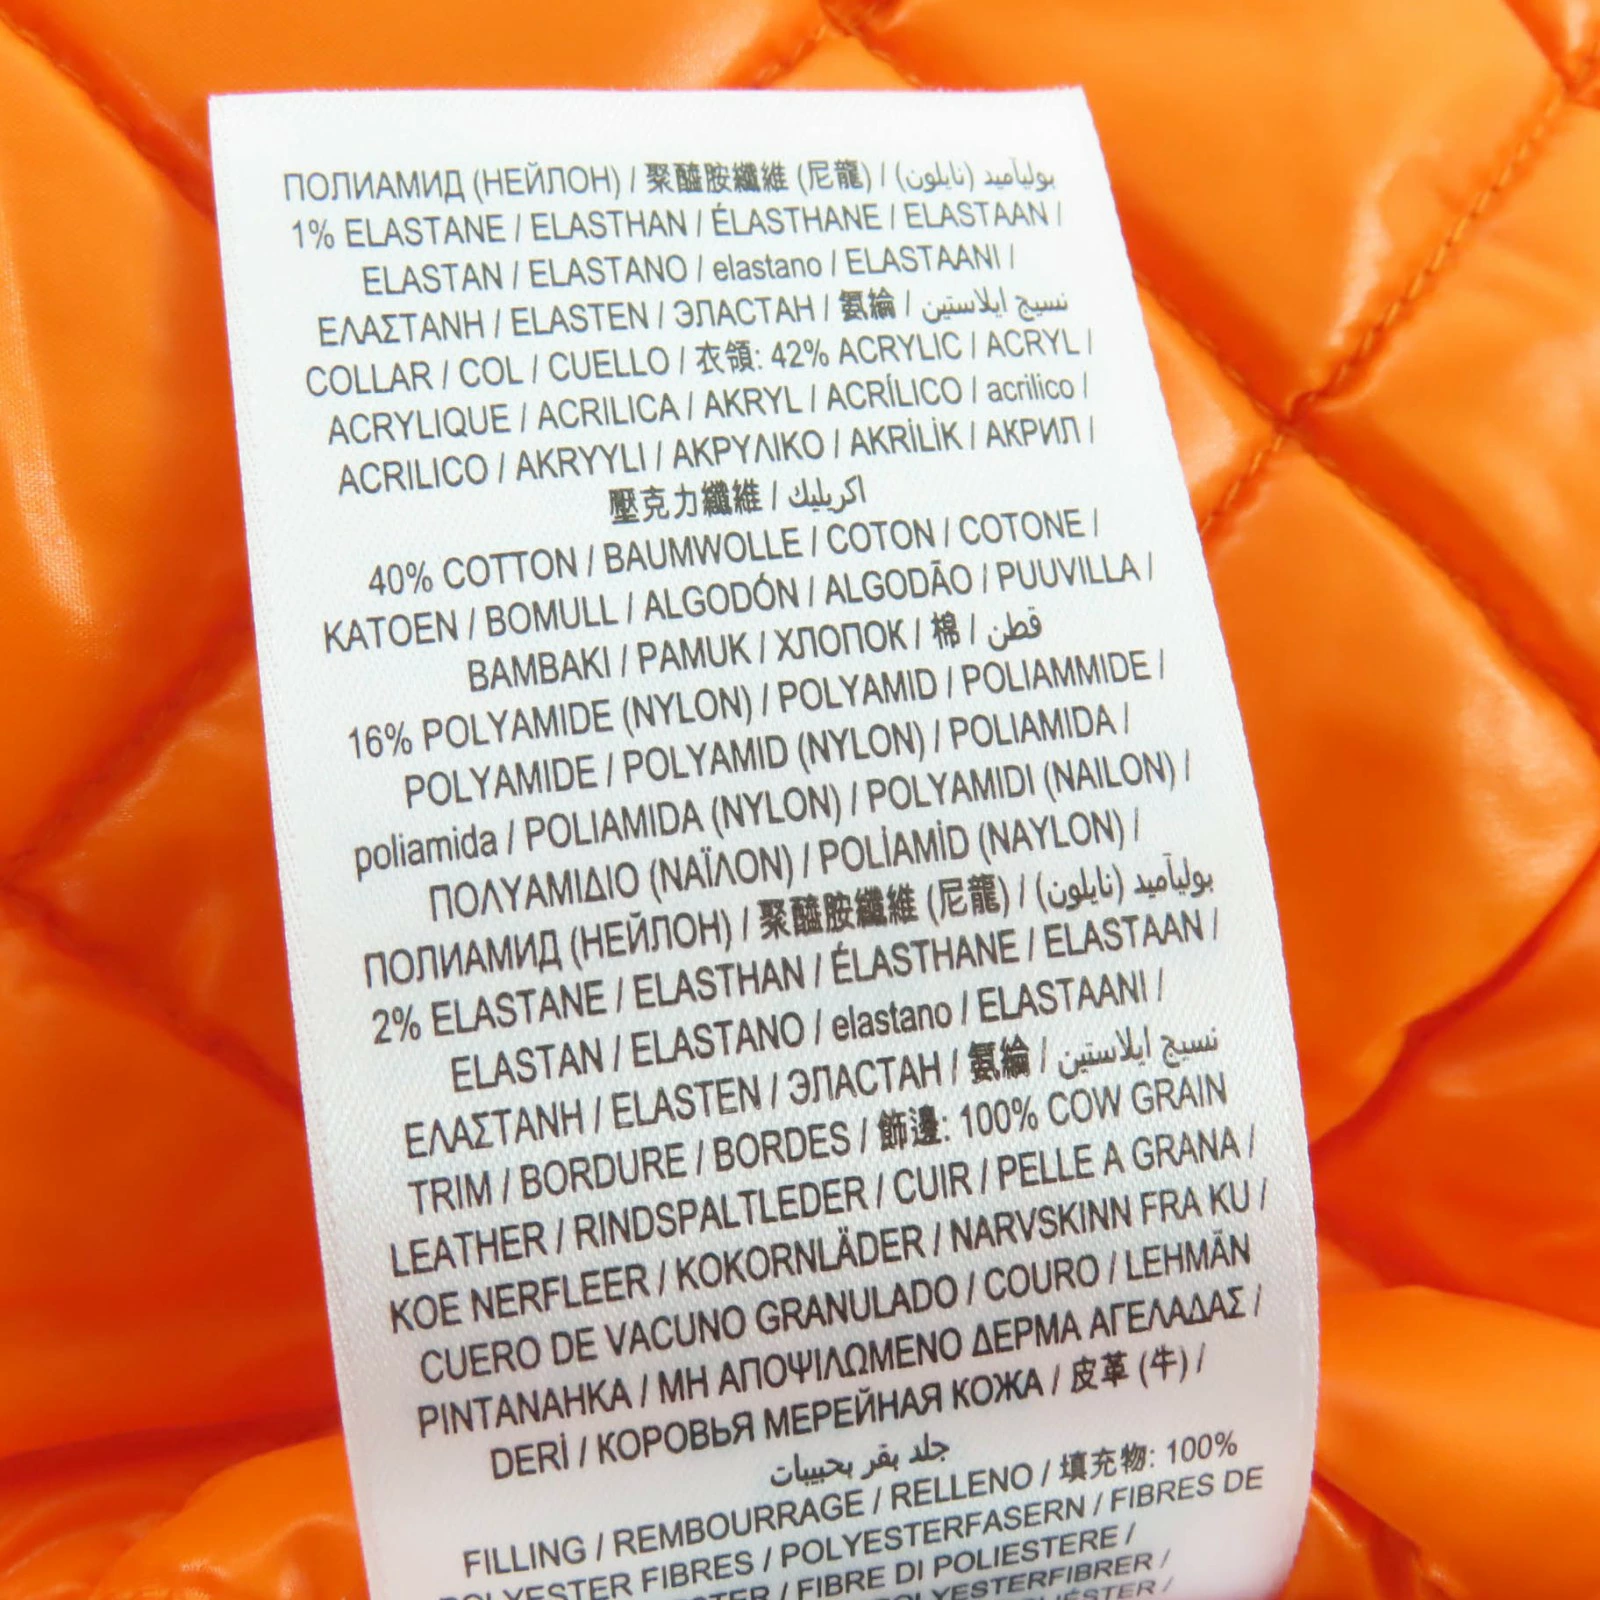 ПОЛИАМИД (НЕЙЛОН) / 聚醯胺纖維 (尼龍) / بوليآميد (نايلون)
1% ELASTANE / ELASTHAN / ÉLASTHANE / ELASTAAN /
ELASTAN / ELASTANO / elastano / ELASTAANI /
ΕΛΑΣΤΑΝΗ / ELASTEN / ЭЛАСТАН / 氨綸 / نسيج ايلاستين
COLLAR / COL / CUELLO / 衣領: 42% ACRYLIC / ACRYL /
ACRYLIQUE / ACRILICA / AKRYL / ACRÍLICO / acrilico /
ACRILICO / AKRYYLI / ΑΚΡΥΛΙΚΟ / AKRİLİK / АКРИЛ /
壓克力纖維 / اكريليك
40% COTTON / BAUMWOLLE / COTON / COTONE /
KATOEN / BOMULL / ALGODÓN / ALGODÃO / PUUVILLA /
ΒΑΜΒΑΚΙ / PAMUK / ХЛОПОК / 棉 / قطن
16% POLYAMIDE (NYLON) / POLYAMID / POLIAMMIDE /
POLYAMIDE / POLYAMID (NYLON) / POLIAMIDA /
poliamida / POLIAMIDA (NYLON) / POLYAMIDI (NAILON) /
ΠΟΛΥΑΜΙΔΙΟ (ΝΑΪΛΟΝ) / POLİAMİD (NAYLON) /
ПОЛИАМИД (НЕЙЛОН) / 聚醯胺纖維 (尼龍) / بوليآميد (نايلون)
2% ELASTANE / ELASTHAN / ÉLASTHANE / ELASTAAN /
ELASTAN / ELASTANO / elastano / ELASTAANI /
ΕΛΑΣΤΑΝΗ / ELASTEN / ЭЛАСТАН / 氨綸 / نسيج ايلاستين
TRIM / BORDURE / BORDES / 飾邊: 100% COW GRAIN
LEATHER / RINDSPALTLEDER / CUIR / PELLE A GRANA /
KOE NERFLEER / KOKORNLÄDER / NARVSKINN FRA KU /
CUERO DE VACUNO GRANULADO / COURO / LEHMÄN
PINTANAHKA / ΜΗ ΑΠΟΨΙΛΩΜΕΝΟ ΔΕΡΜΑ ΑΓΕΛΑΔΑΣ /
DERİ / КОРОВЬЯ МЕРЕЙНАЯ КОЖА / 皮革 (牛) /
جلد بقر بحبيبات
FILLING / REMBOURRAGE / RELLENO / 填充物: 100%
POLYESTER FIBRES / POLYESTERFASERN / FIBRES DE
/ FIBRE DI POLIESTERE /
POLYESTERFIBRER /